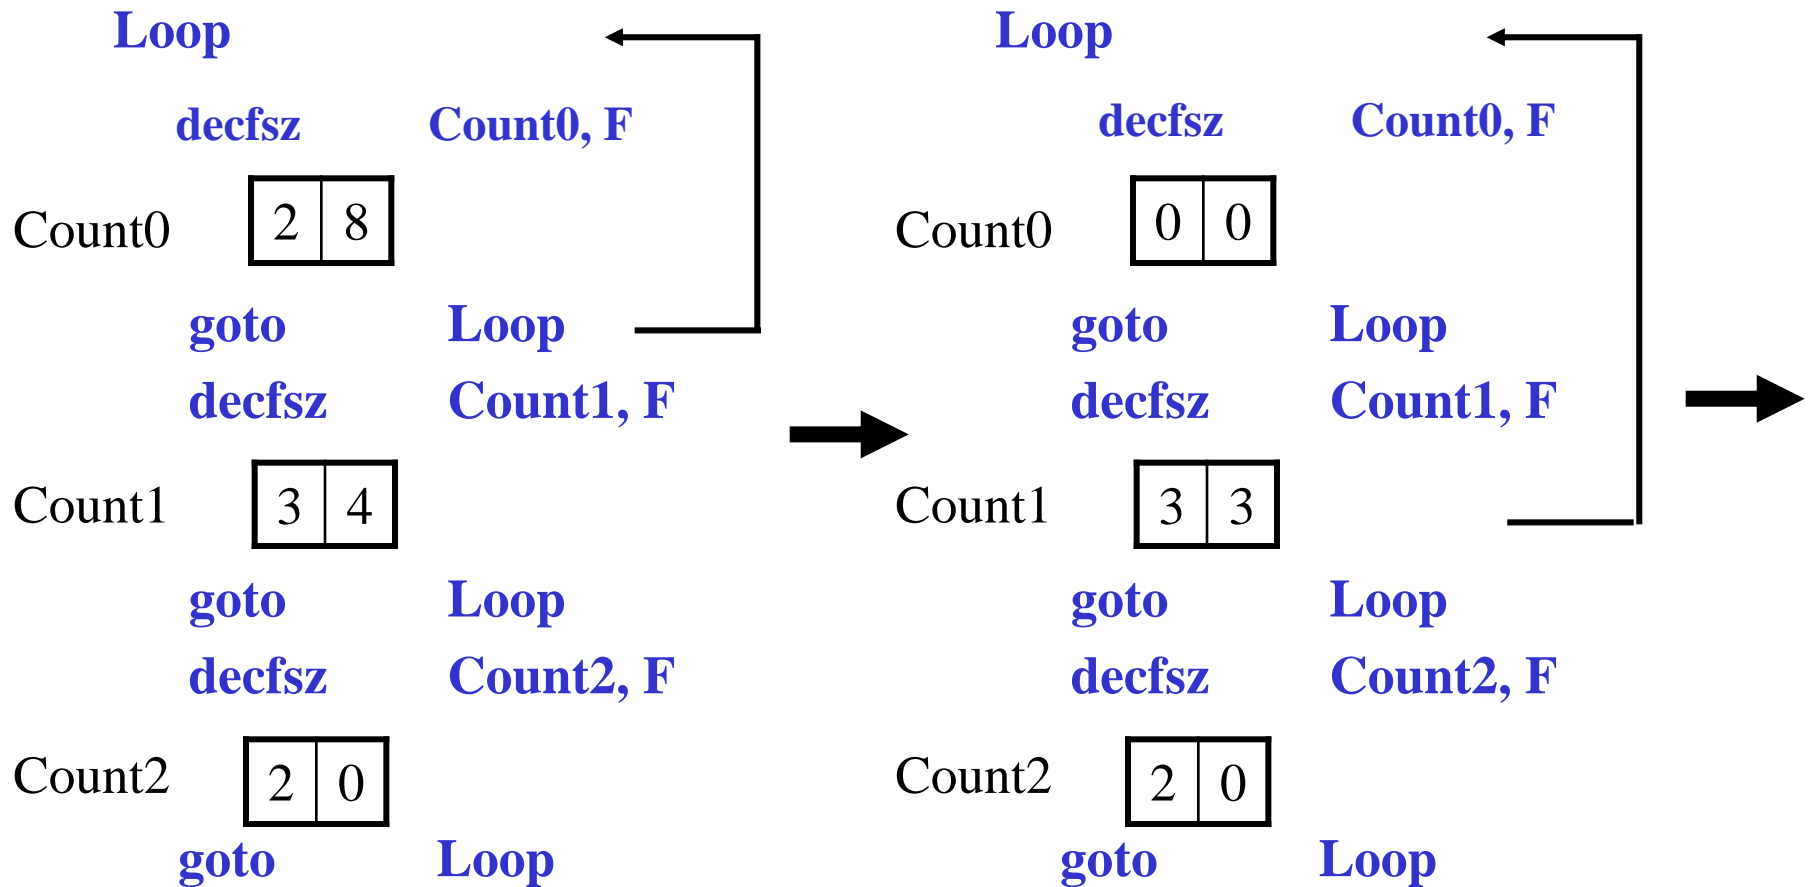 Loop
decfsz Count0, F
Count0 2 8
goto Loop
decfsz Count1, F
Count1 3 4
goto Loop
decfsz Count2, F
Count2 2 0
goto Loop
Loop
decfsz Count0, F
Count0 0 0
goto Loop
decfsz Count1, F
Count1 3 3
goto Loop
decfsz Count2, F
Count2 2 0
goto Loop